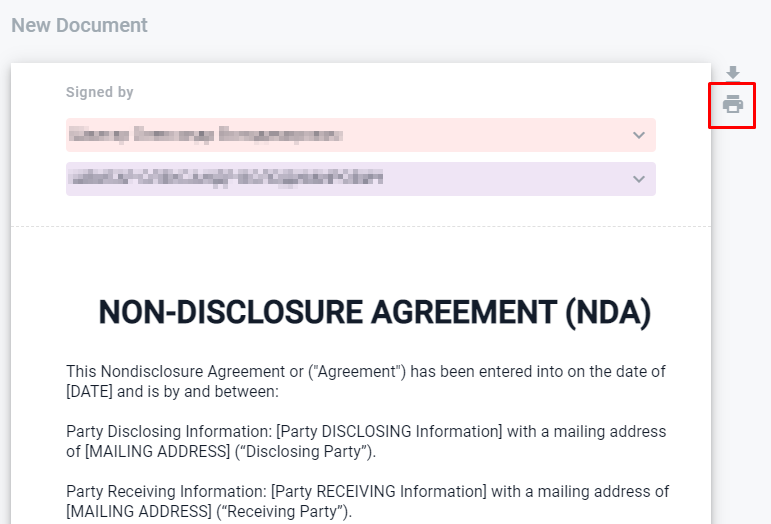 New Document
Signed by
NON-DISCLOSURE AGREEMENT (NDA)
This Nondisclosure Agreement or ("Agreement") has been entered into on the date of
[DATE] and is by and between:
Party Disclosing Information: [Party DISCLOSING Information] with a mailing address
of [MAILING ADDRESS] (“Disclosing Party”).
Party Receiving Information: [Party RECEIVING Information] with a mailing address of
[MAILING ADDRESS] (“Receiving Party”).